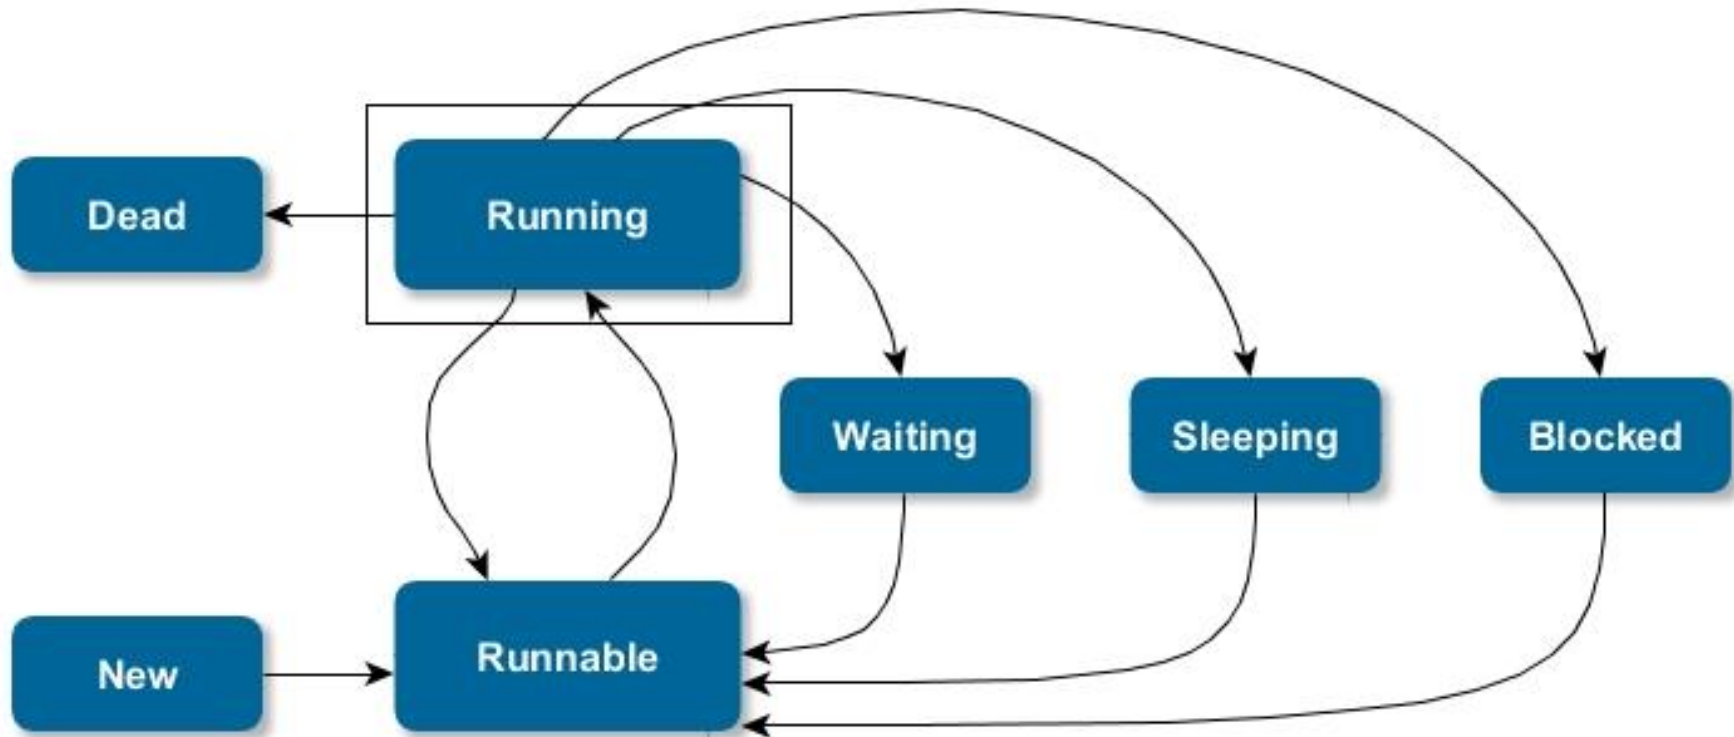 Dead
Running
Waiting
Sleeping
Blocked
New
Runnable